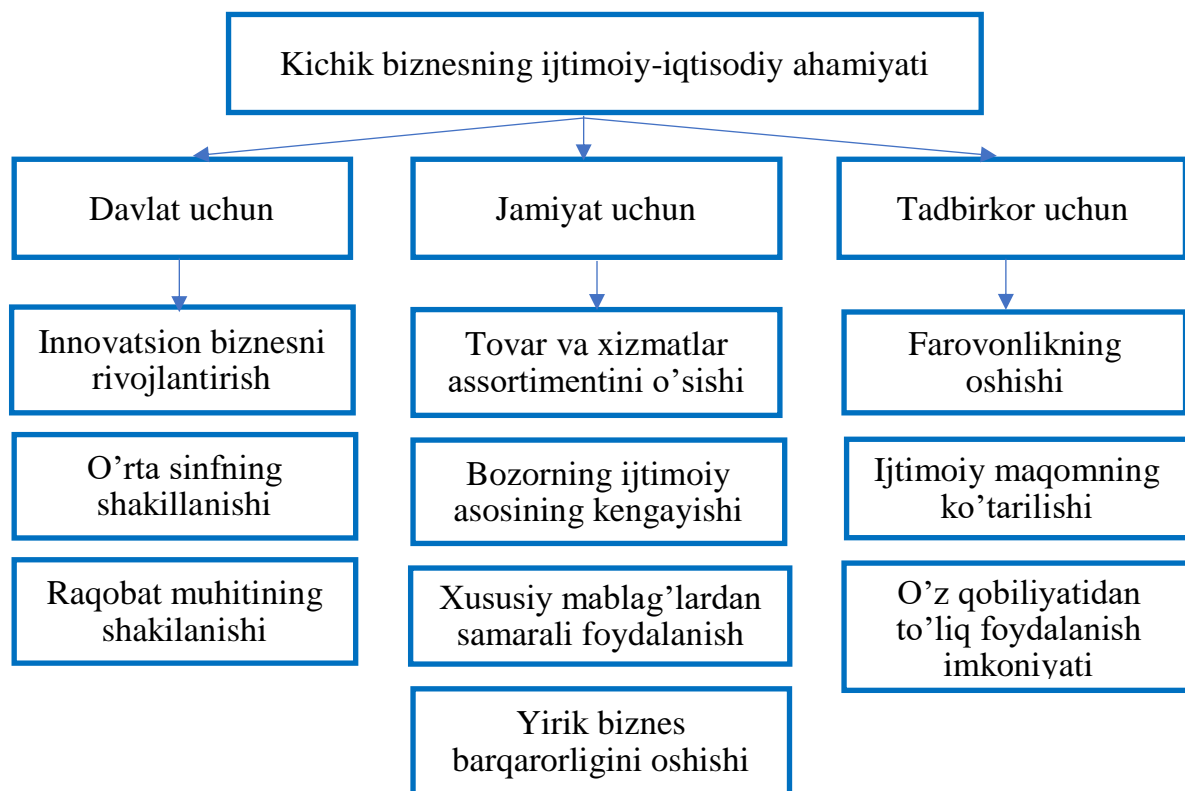 Kichik biznesning ijtimoiy-iqtisodiy ahamiyati
Davlat uchun
Jamiyat uchun
Tadbirkor uchun
Innovatsion biznesni
rivojlantirish
O’rta sinfning
shakillanishi
Raqobat muhitining
shakilanishi
Tovar va xizmatlar
assortimentini o’sishi
Bozorning ijtimoiy
asosining kengayishi
Xususiy mablag’lardan
samarali foydalanish
Yirik biznes
barqarorligini oshishi
Farovonlikning
oshishi
Ijtimoiy maqomning
ko’tarilishi
O’z qobiliyatidan
to’liq foydalanish
imkoniyati